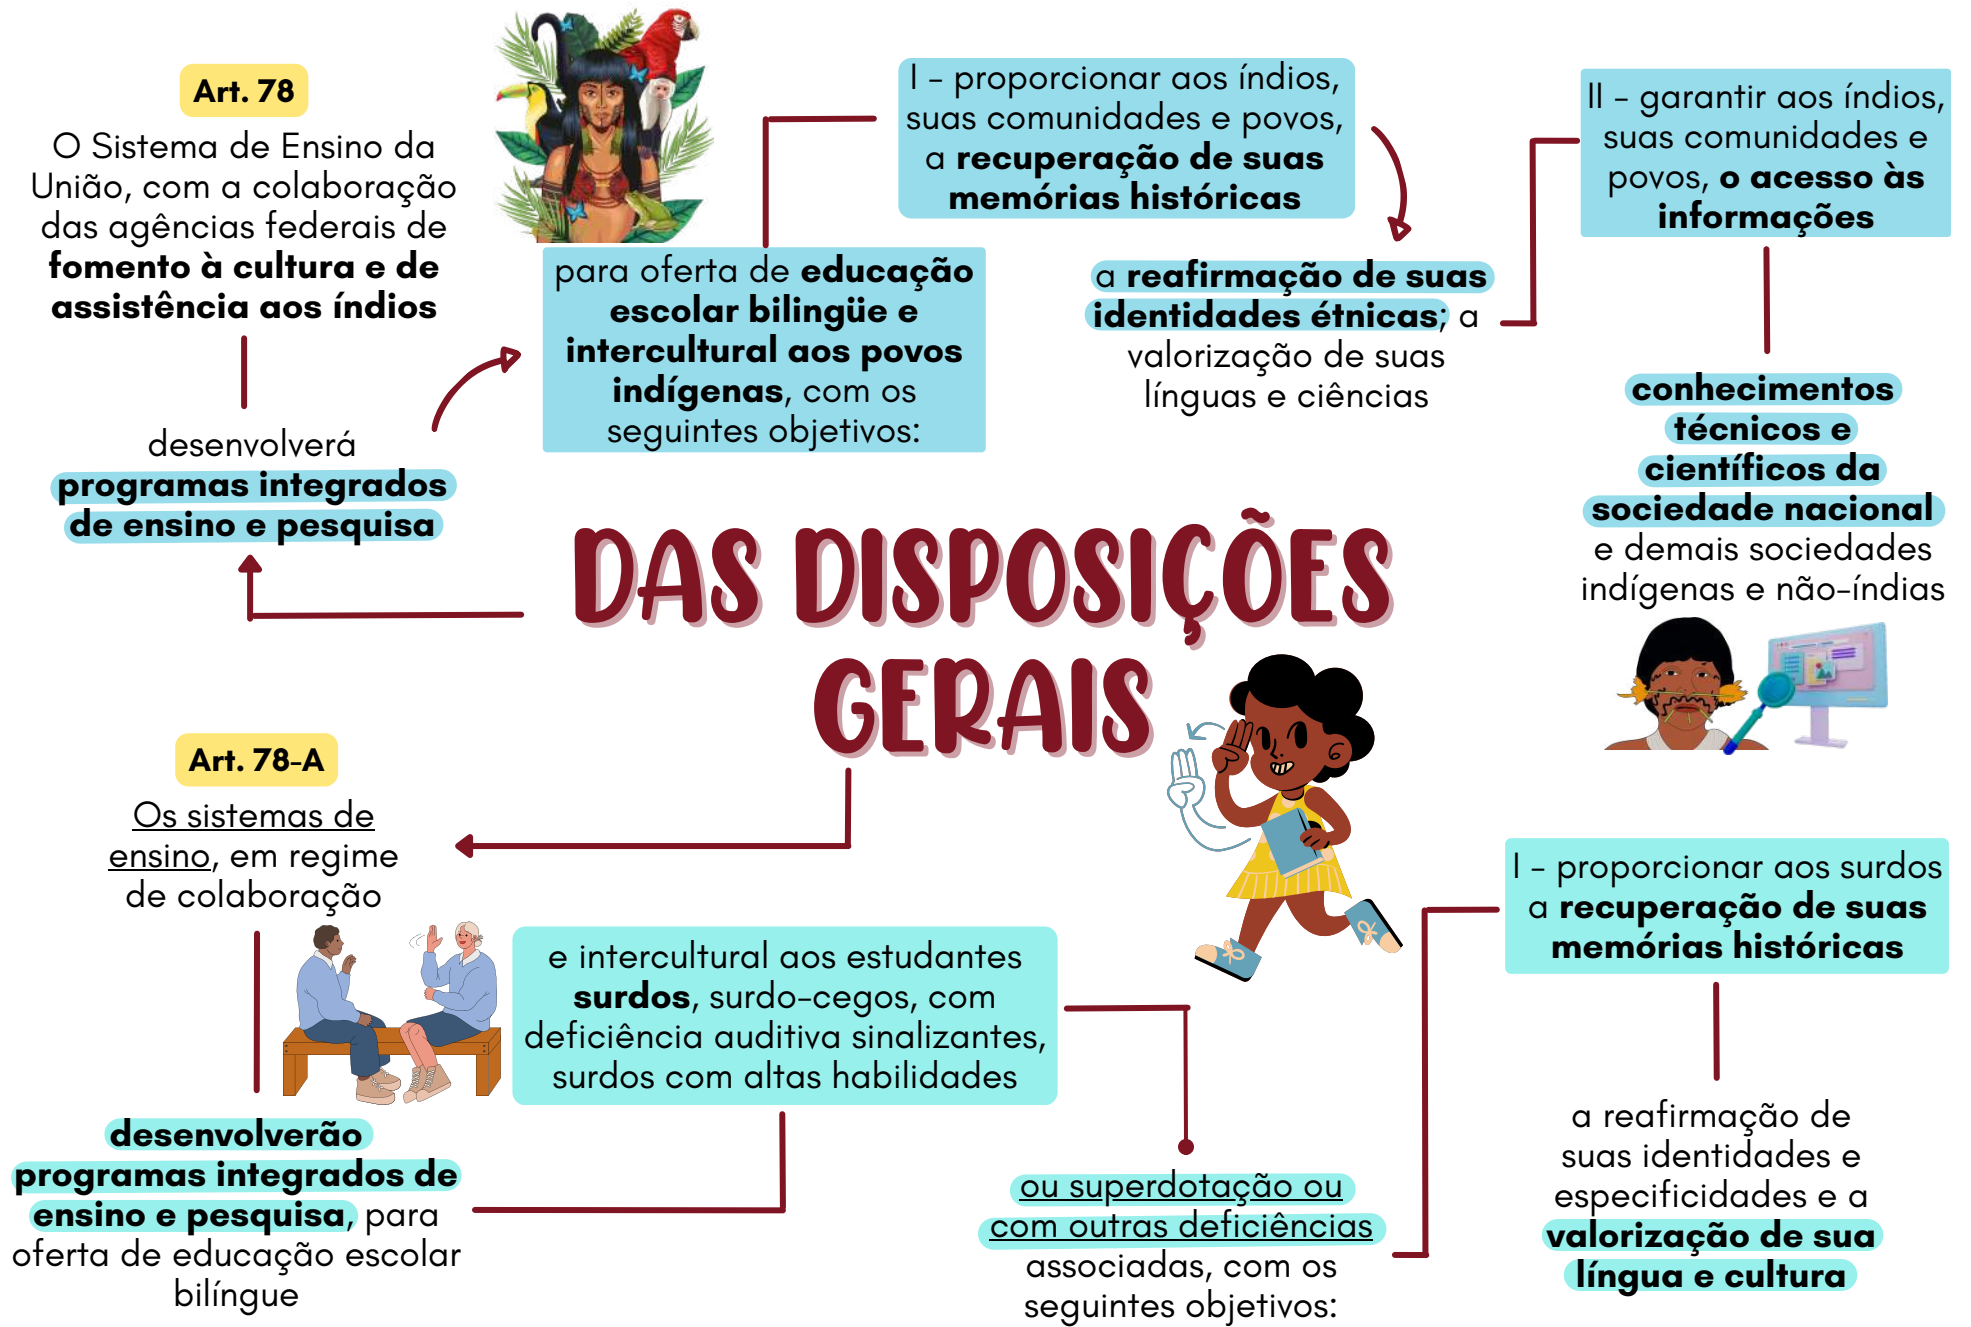 Art. 78
O Sistema de Ensino da
União, com a colaboração
das agências federais de
fomento à cultura e de
assistência aos índios
desenvolverá
programas integrados
de ensino e pesquisa
para oferta de educação
escolar bilingüe e
intercultural aos povos
indígenas, com os
seguintes objetivos:
I - proporcionar aos índios,
suas comunidades e povos,
a recuperação de suas
memórias históricas
a reafirmação de suas
identidades étnicas; a
valorização de suas
línguas e ciências
II - garantir aos índios,
suas comunidades e
povos, o acesso às
informações
conhecimentos
técnicos e
científicos da
sociedade nacional
e demais sociedades
indígenas e não-índias
DAS DISPOSIÇÕES
GERAIS
Art. 78-A
Os sistemas de
ensino, em regime
de colaboração
desenvolverão
programas integrados de
ensino e pesquisa, para
oferta de educação escolar
bilíngue
e intercultural aos estudantes
surdos, surdo-cegos, com
deficiência auditiva sinalizantes,
surdos com altas habilidades
ou superdotação ou
com outras deficiências
associadas, com os
seguintes objetivos:
I - proporcionar aos surdos
a recuperação de suas
memórias históricas
a reafirmação de
suas identidades e
especificidades e a
valorização de sua
língua e cultura